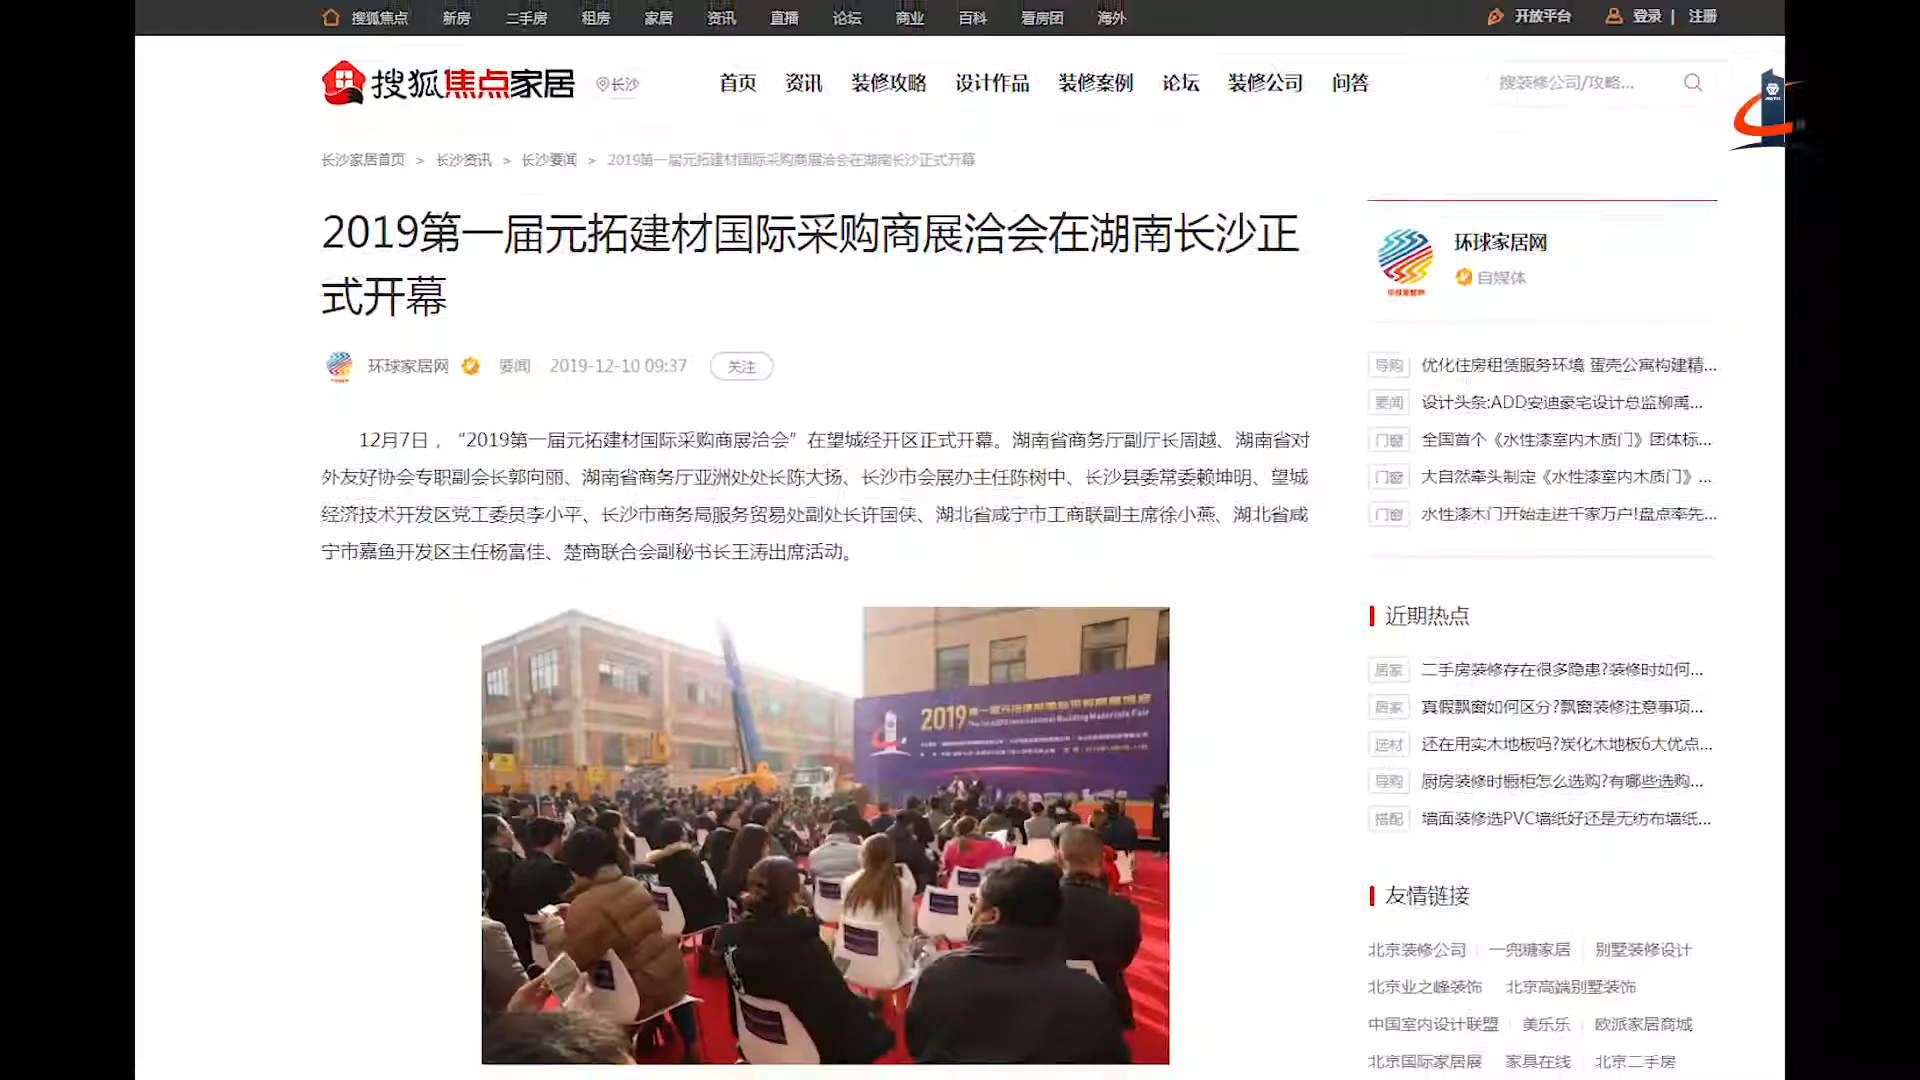 搜狐焦点 新房 二手房 租房 家居 资讯 直播 论坛 商业 百科 看房团 海外 开放平台 登录 | 注册
搜狐焦点家居 长沙 首页 资讯 装修攻略 设计作品 装修案例 论坛 装修公司 问答 搜装修公司/攻略...
长沙家居首页 > 长沙资讯 > 长沙要闻 > 2019第一届元拓建材国际采购商展洽会在湖南长沙正式开幕
2019第一届元拓建材国际采购商展洽会在湖南长沙正
式开幕
环球家居网 要闻 2019-12-10 09:37 关注
12月7日，“2019第一届元拓建材国际采购商展洽会”在望城经开区正式开幕。湖南省商务厅副厅长周越、湖南省对
外友好协会专职副会长郭向丽、湖南省商务厅亚洲处处长陈大扬、长沙市会展办主任陈树中、长沙县委常委赖坤明、望城
经济技术开发区党工委员李小平、长沙市商务局服务贸易处副处长许国侠、湖北省咸宁市工商联副主席徐小燕、湖北省咸
宁市嘉鱼开发区主任杨富佳、楚商联合会副秘书长王涛出席活动。
2019第一届元拓建材国际采购商展洽会
International Building Materials Fair
环球家居网
自媒体
导购 优化住房租赁服务环境 蛋壳公寓构建精...
要闻 设计头条:ADD安迪豪宅设计总监柳禹...
门窗 全国首个《水性漆室内木质门》团体标...
门窗 大自然牵头制定《水性漆室内木质门》...
门窗 水性漆木门开始走进千家万户!盘点率先...
近期热点
居家 二手房装修存在很多隐患?装修时如何...
居家 真假飘窗如何区分?飘窗装修注意事项...
选材 还在用实木地板吗?炭化木地板6大优点...
导购 厨房装修时橱柜怎么选购?有哪些选购...
搭配 墙面装修选PVC墙纸好还是无纺布墙纸...
友情链接
北京装修公司 一兜糖家居 别墅装修设计
北京业之峰装饰 北京高端别墅装饰
中国室内设计联盟 美乐乐 欧派家居商城
北京国际家居展 家具在线 北京二手房